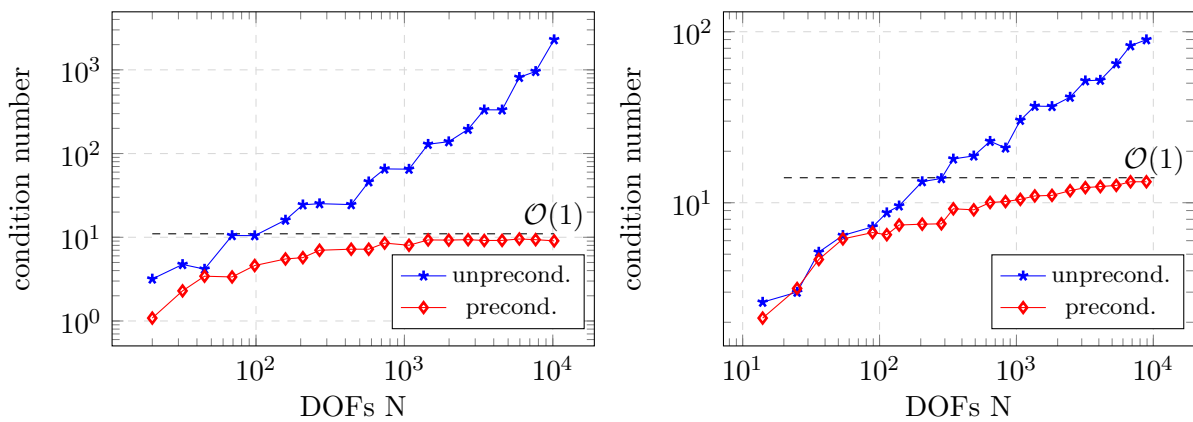 condition number
10^3
10^2
10^1
10^0
O(1)
unprecond.
precond.
10^2
10^3
10^4
DOFs N
condition number
10^2
10^1
O(1)
unprecond.
precond.
10^1
10^2
10^3
10^4
DOFs N